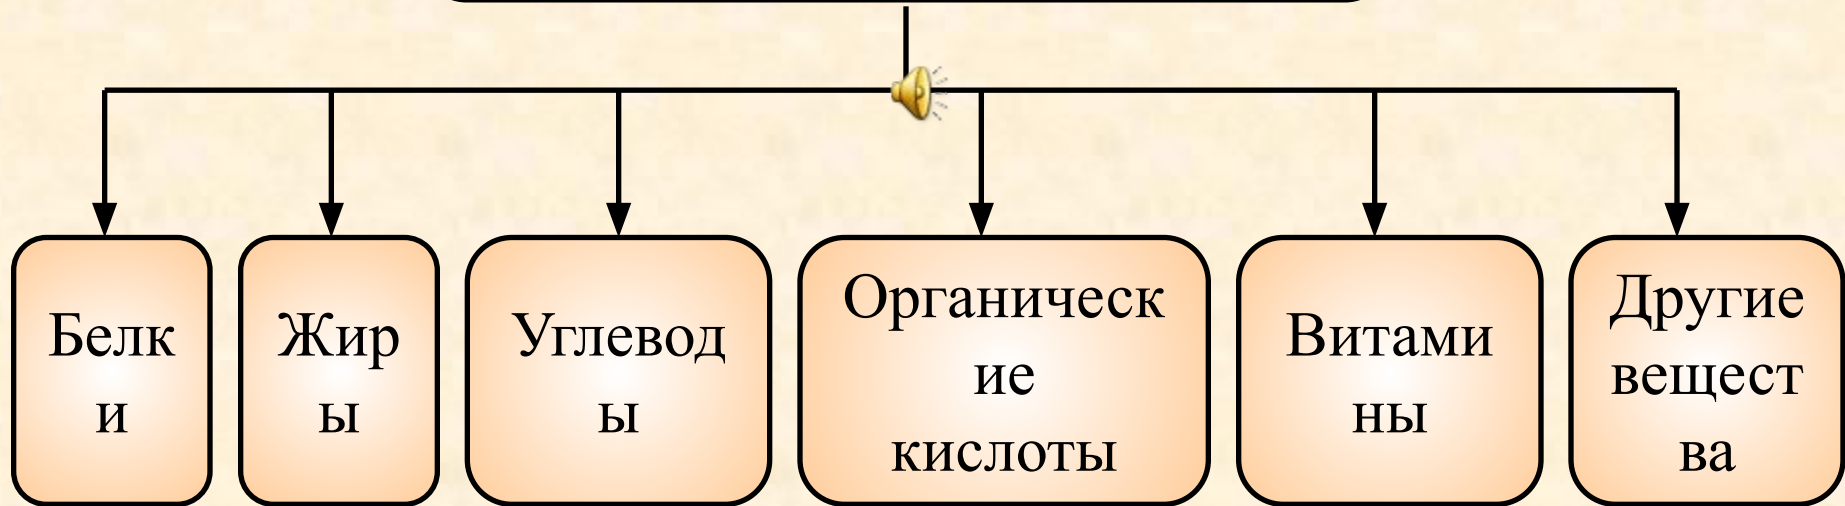 Белк
и
Жир
ы
Углевод
ы
Органическ
ие
кислоты
Витами
ны
Другие
вещест
ва